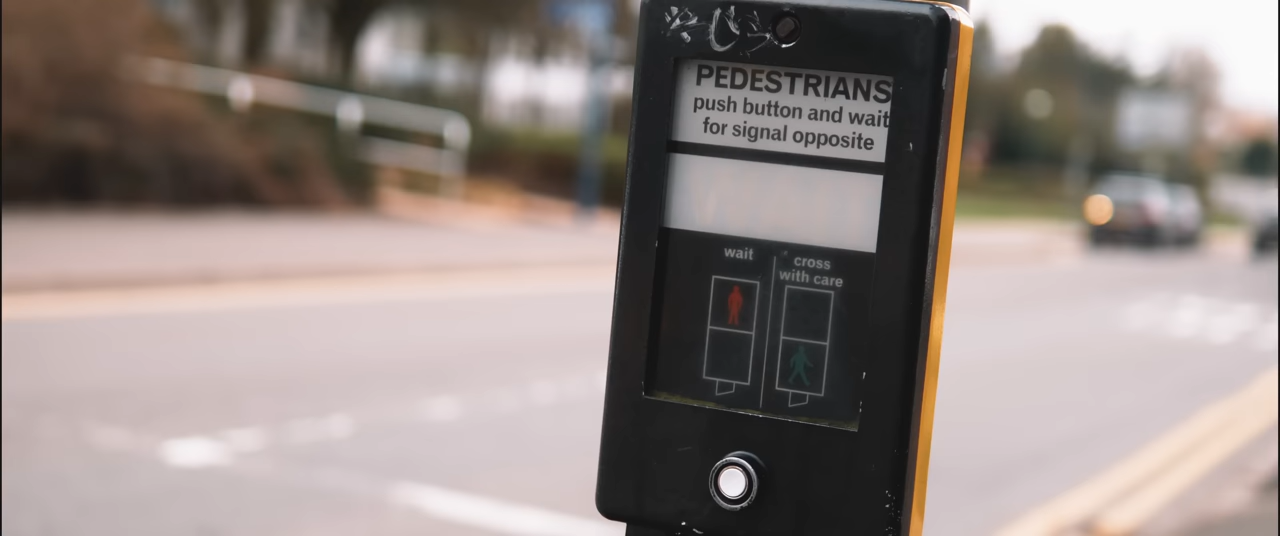 PEDESTRIANS
push button and wait
for signal opposite
wait
cross
with care